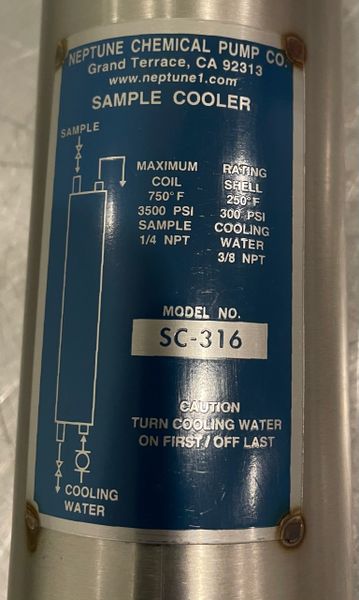 NEPTUNE CHEMICAL PUMP CO.
Grand Terrace, CA 92313
www.neptune1.com
SAMPLE COOLER
SAMPLE
MAXIMUM RATING
COIL SHELL
750°F 250°F
3500 PSI 300 PSI
SAMPLE COOLING
1/4 NPT WATER
3/8 NPT
MODEL NO.
SC-316
CAUTION
TURN COOLING WATER
ON FIRST/OFF LAST
COOLING
WATER